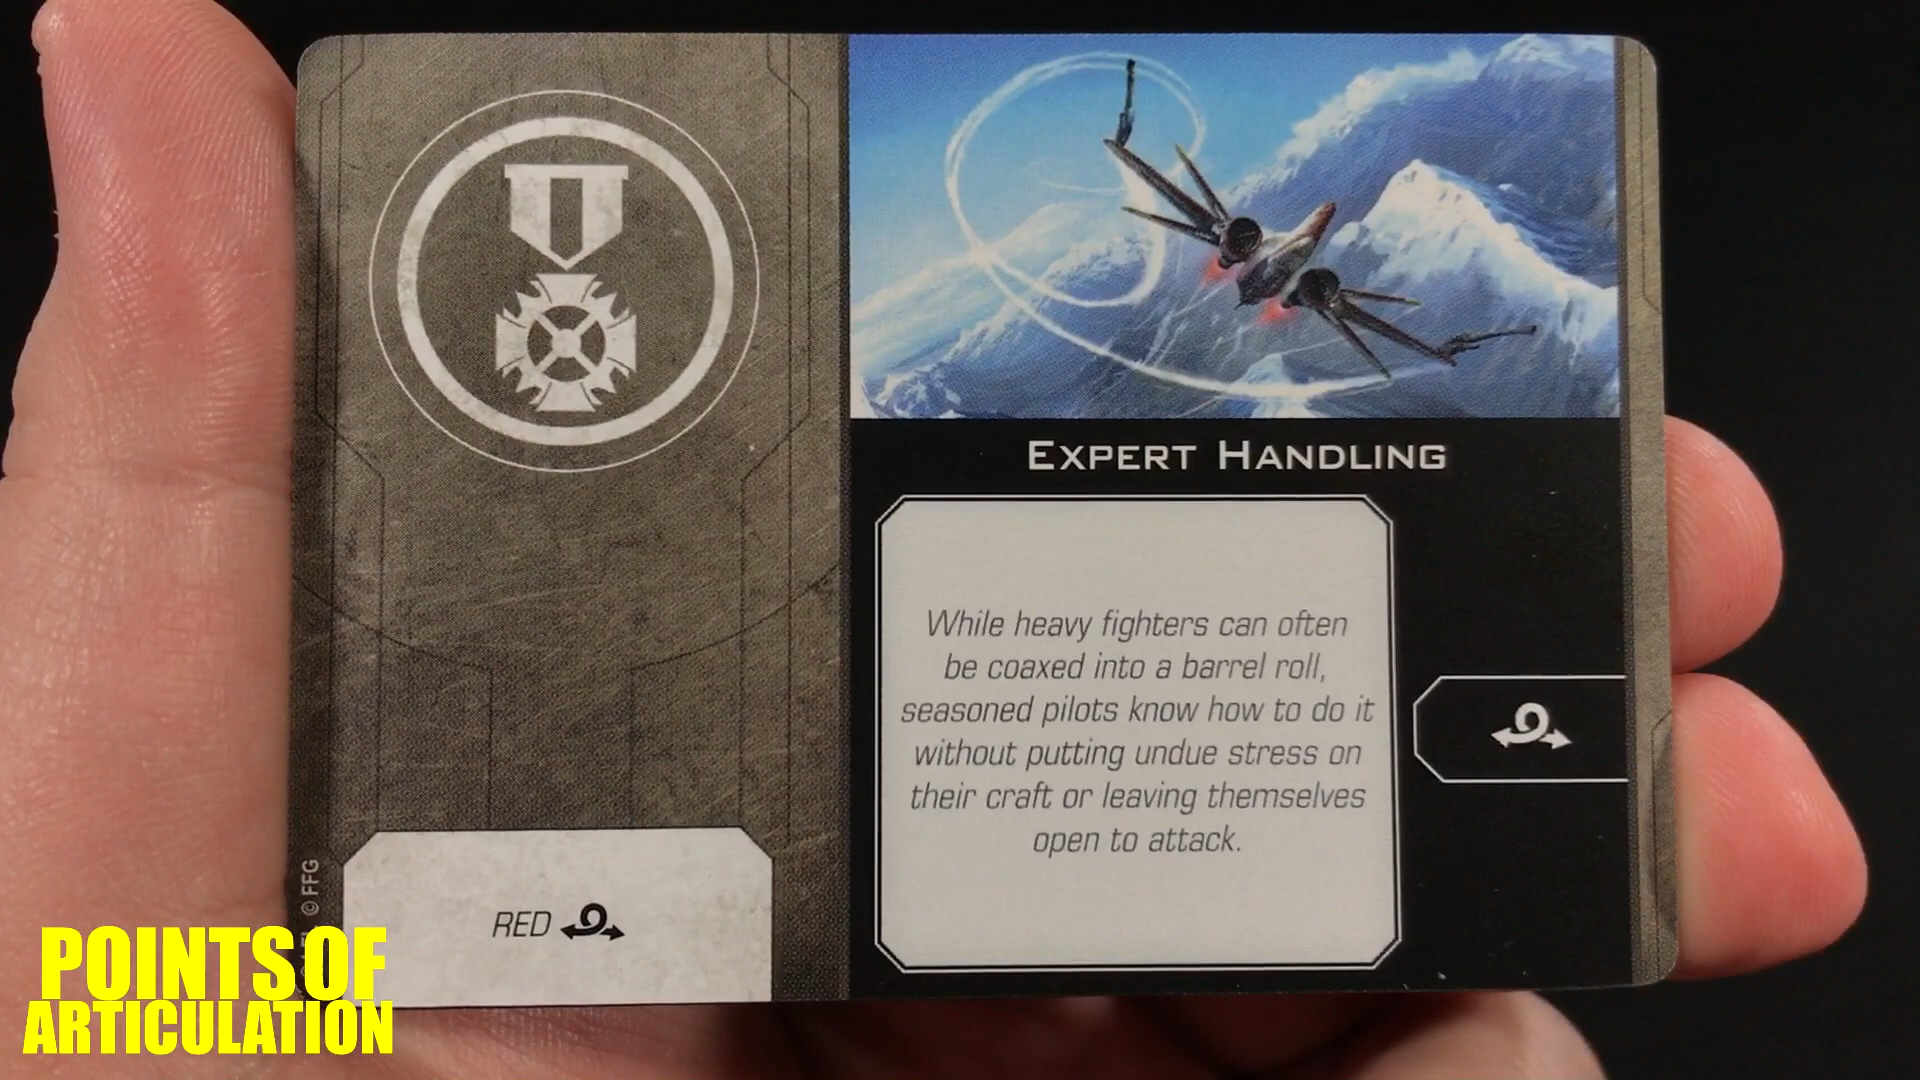 EXPERT HANDLING
While heavy fighters can often
be coaxed into a barrel roll,
seasoned pilots know how to do it
without putting undue stress on
their craft or leaving themselves
open to attack.
RED
© FFG
POINTS OF
ARTICULATION